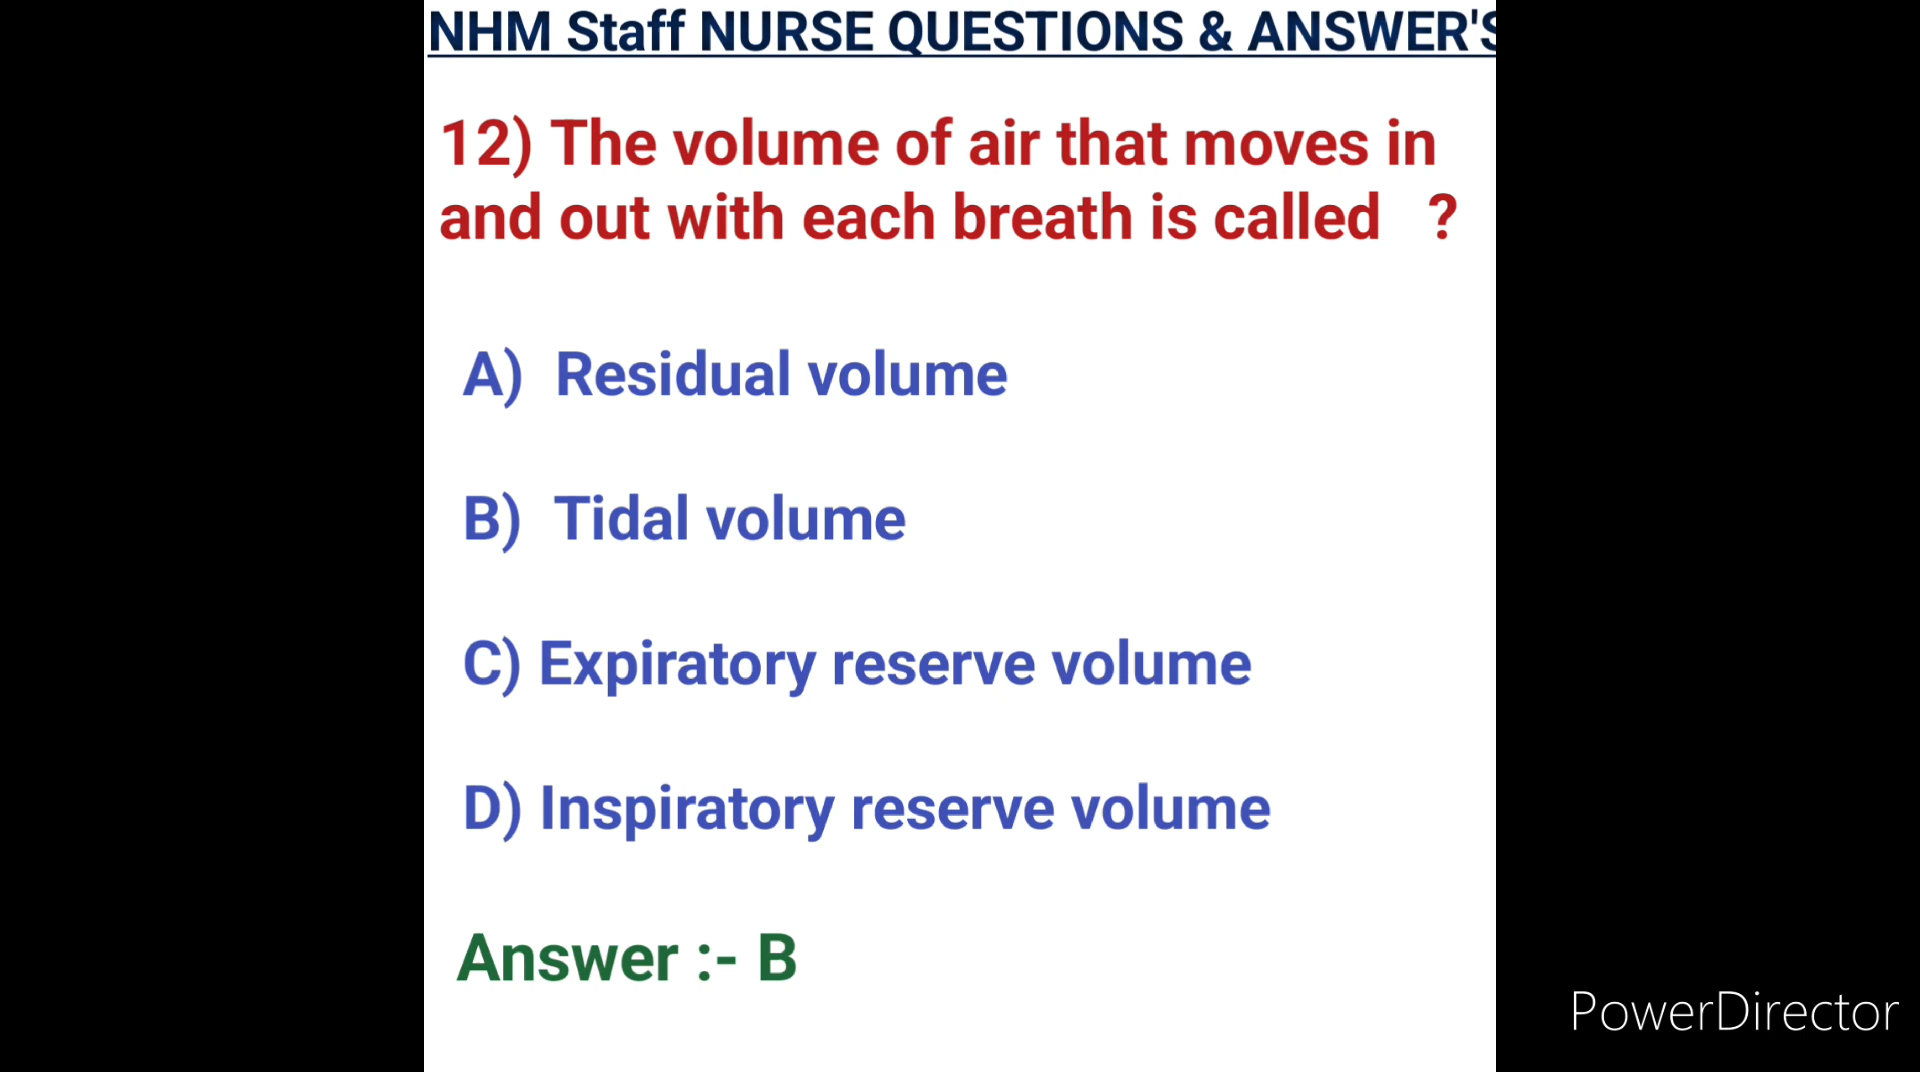 NHM Staff NURSE QUESTIONS & ANSWER'S
12) The volume of air that moves in
and out with each breath is called ?
A) Residual volume
B) Tidal volume
C) Expiratory reserve volume
D) Inspiratory reserve volume
Answer :- B
PowerDirector